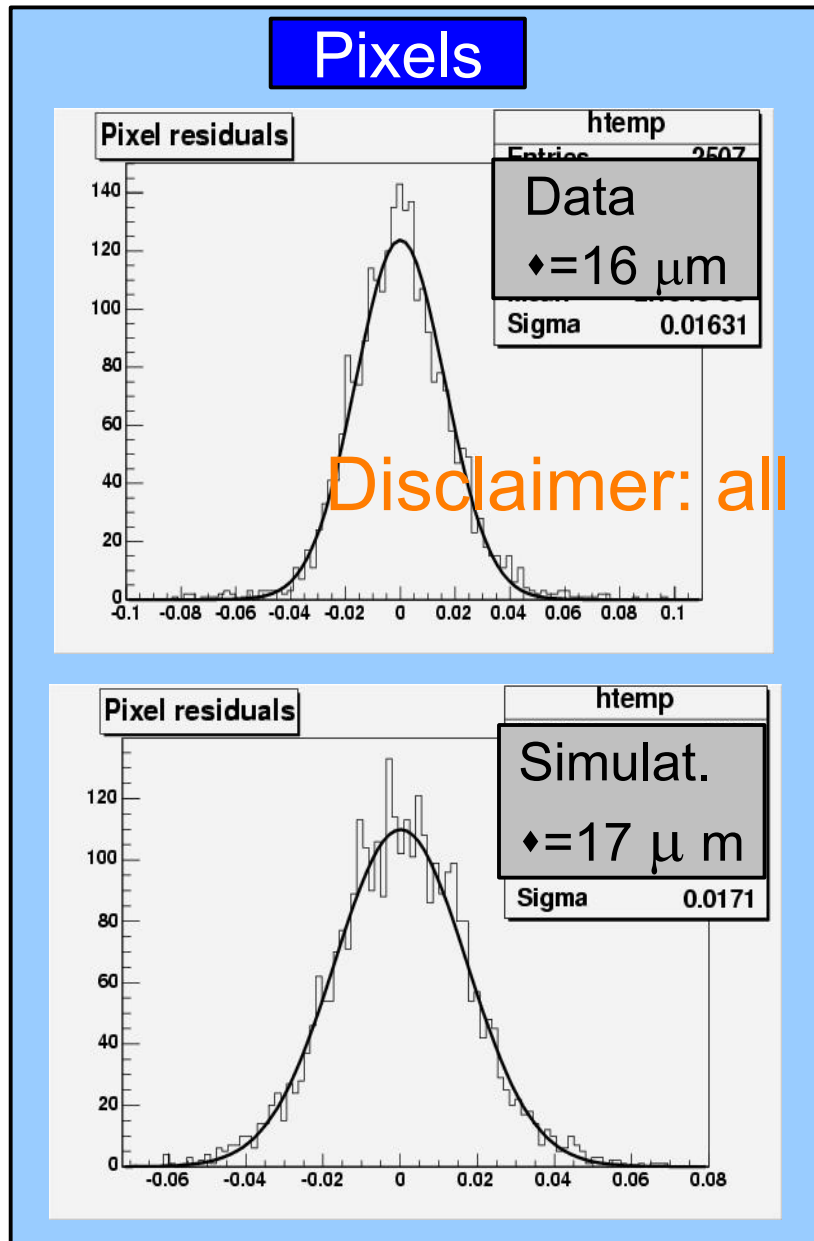 Pixels
Pixel residuals
htemp
Entries 2507
Data
♦=16 μm
Sigma 0.01631
140
120
100
80
60
40
20
0
Disclaimer: all
-0.1 -0.08 -0.06 -0.04 -0.02 0 0.02 0.04 0.06 0.08 0.1
Pixel residuals
htemp
Simulat.
♦=17 μ m
Sigma 0.0171
120
100
80
60
40
20
0
-0.06 -0.04 -0.02 0 0.02 0.04 0.06 0.08